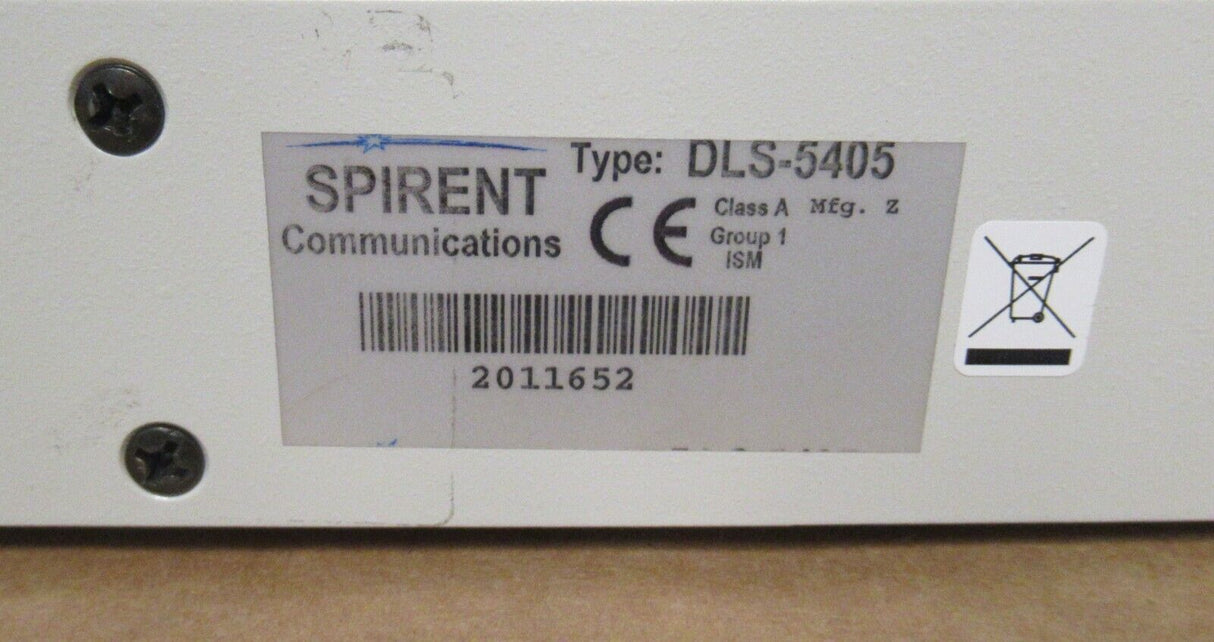 Type: DLS-5405
SPIRENT
Communications
CE Class A Mfg. Z
Group 1
ISM
2011652